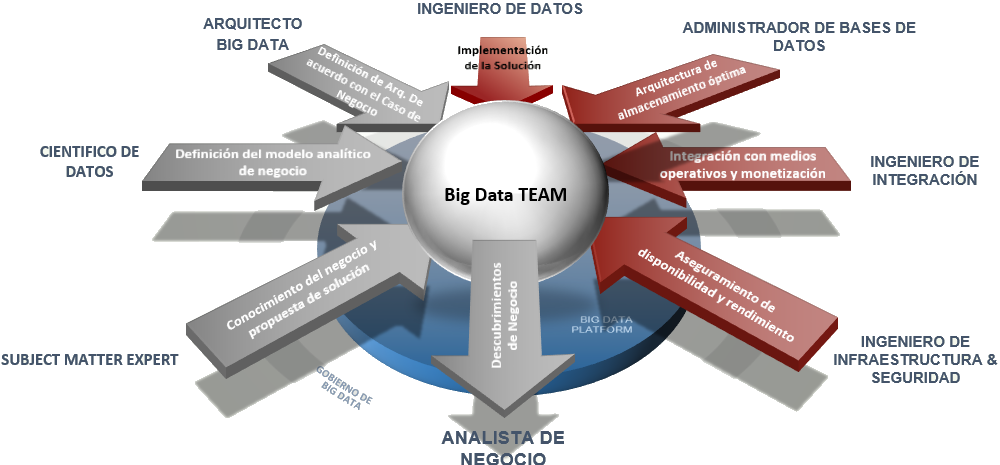 INGENIERO DE DATOS
ARQUITECTO
BIG DATA
ADMINISTRADOR DE BASES DE
DATOS
Implementación
de la Solución
Definición de Arq. De
acuerdo con el Caso de
Negocio
Arquitectura de
almacenamiento óptima
CIENTIFICO DE
DATOS
Definición del modelo analítico
de negocio
Integración con medios
operativos y monetización
INGENIERO DE
INTEGRACIÓN
Big Data TEAM
Conocimiento del negocio y
propuesta de solución
Descubrimientos
de Negocio
Aseguramiento de
disponibilidad y rendimiento
BIG DATA
PLATFORM
SUBJECT MATTER EXPERT
INGENIERO DE
INFRAESTRUCTURA &
SEGURIDAD
GOBIERNO DE
BIG DATA
ANALISTA DE
NEGOCIO